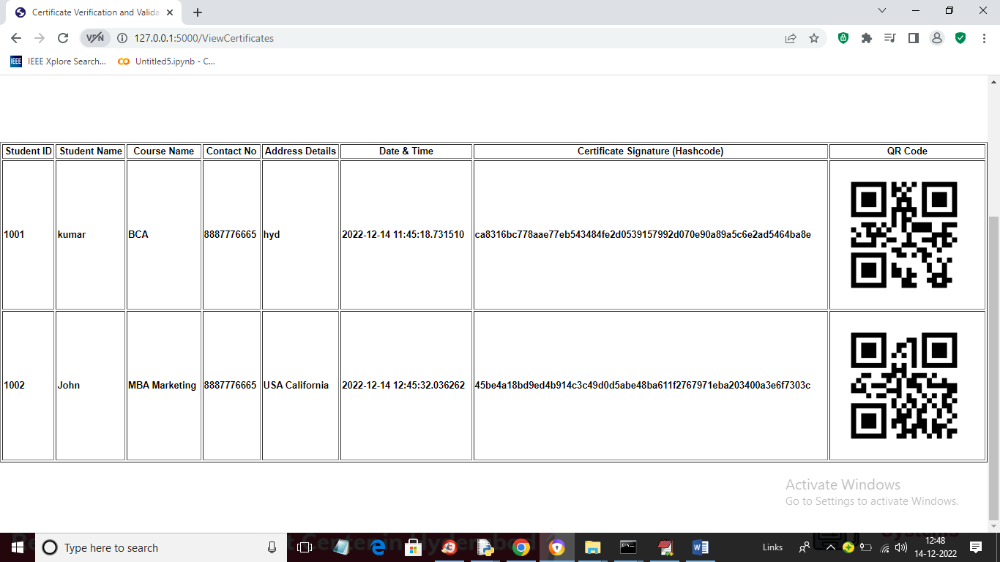 Certificate Verification and Valida
VPN
127.0.0.1:5000/ViewCertificates
IEEE IEEE Xplore Search... Untitled5.ipynb - C...
Student ID Student Name Course Name Contact No Address Details Date & Time Certificate Signature (Hashcode) QR Code
1001 kumar BCA 8887776665 hyd 2022-12-14 11:45:18.731510 ca8316bc778aae77eb543484fe2d0539157992d070e90a89a5c6e2ad5464ba8e
1002 John MBA Marketing 8887776665 USA California 2022-12-14 12:45:32.036262 45be4a18bd9ed4b914c3c49d0d5abe48ba611f2767971eba203400a3e6f7303c
Activate Windows
Go to Settings to activate Windows.
Type here to search
Links
12:48
14-12-2022